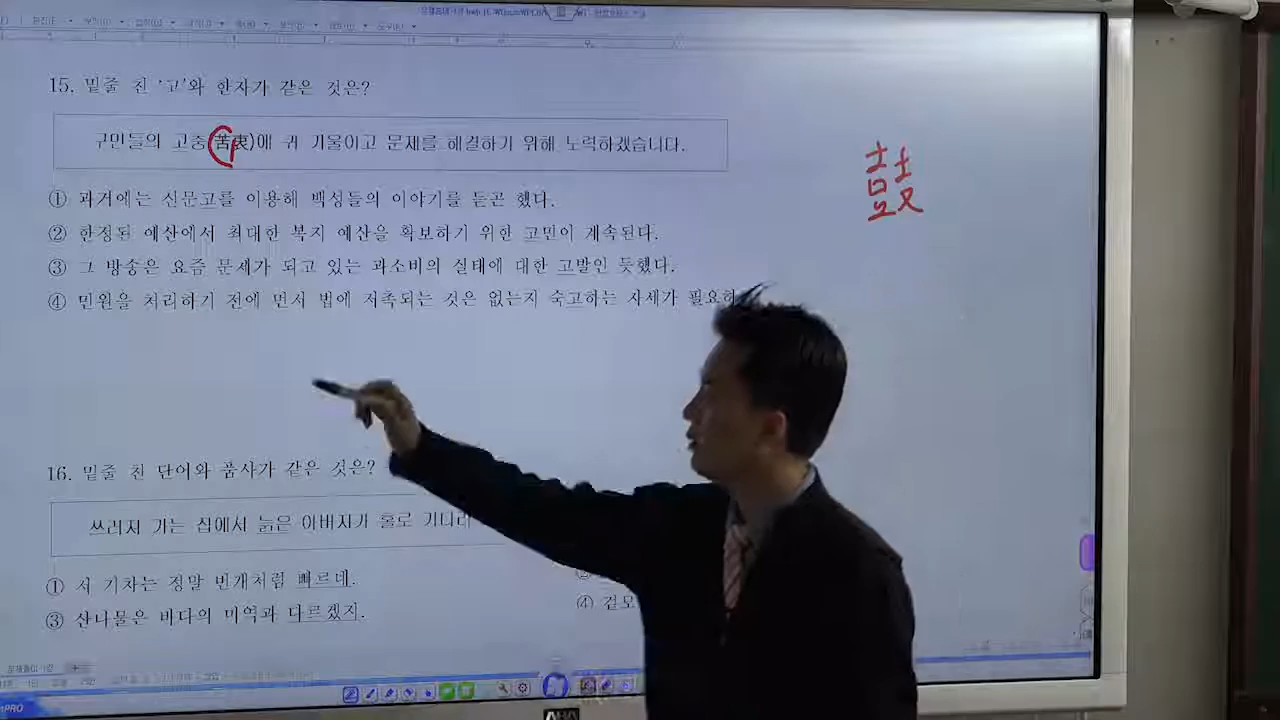 15. 밑줄 친 '고'와 한자가 같은 것은?
구민들의 고충(苦衷)에 귀 기울이고 문제를 해결하기 위해 노력하겠습니다.
鼓
① 과거에는 신문고를 이용해 백성들의 이야기를 듣곤 했다.
② 한정된 예산에서 최대한 복지 예산을 확보하기 위한 고민이 계속된다.
③ 그 방송은 요즘 문제가 되고 있는 과소비의 실태에 대한 고발인 듯했다.
④ 민원을 처리하기 전에 먼저 법에 저촉되는 것은 없는지 숙고하는 자세가 필요하
16. 밑줄 친 단어와 품사가 같은 것은?
쓰러져 가는 집에서 늙은 아버지가 홀로 기다리
① 저 기차는 정말 번개처럼 빠르네.
③ 산나물은 바다의 미역과 다르겠지.
④ 겉모